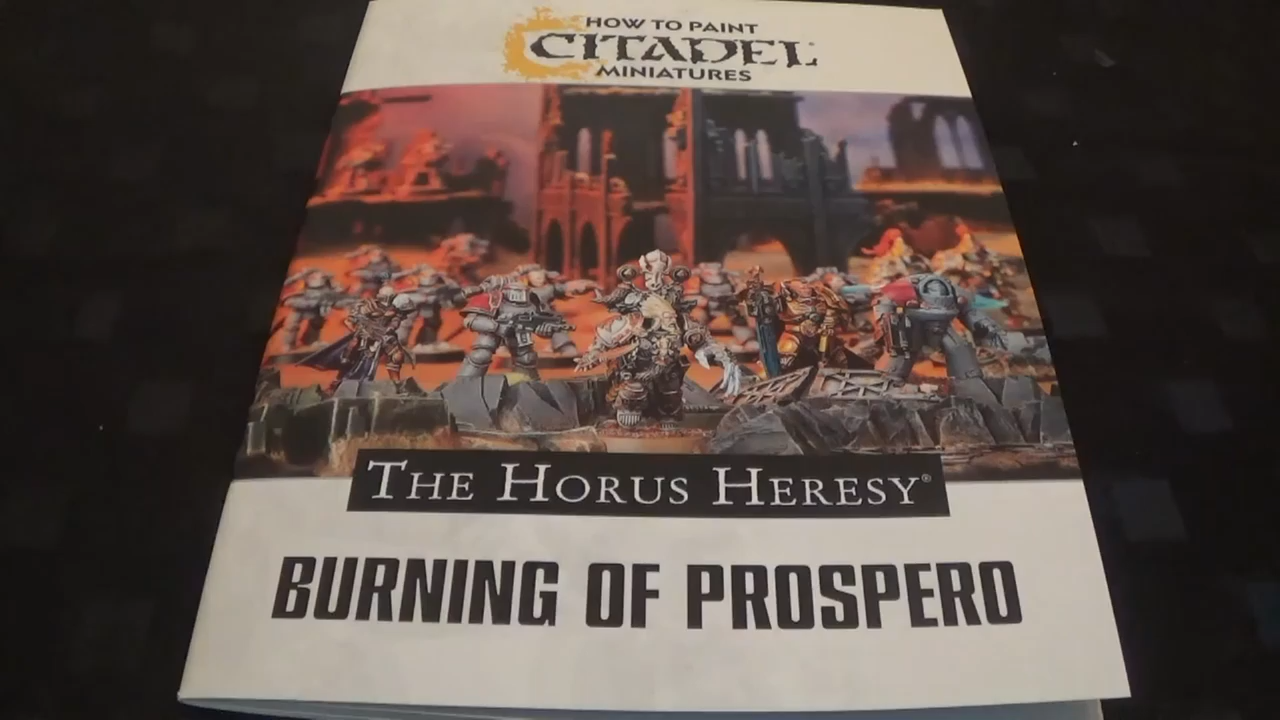 HOW TO PAINT
CITADEL
MINIATURES
THE HORUS HERESY®
BURNING OF PROSPERO